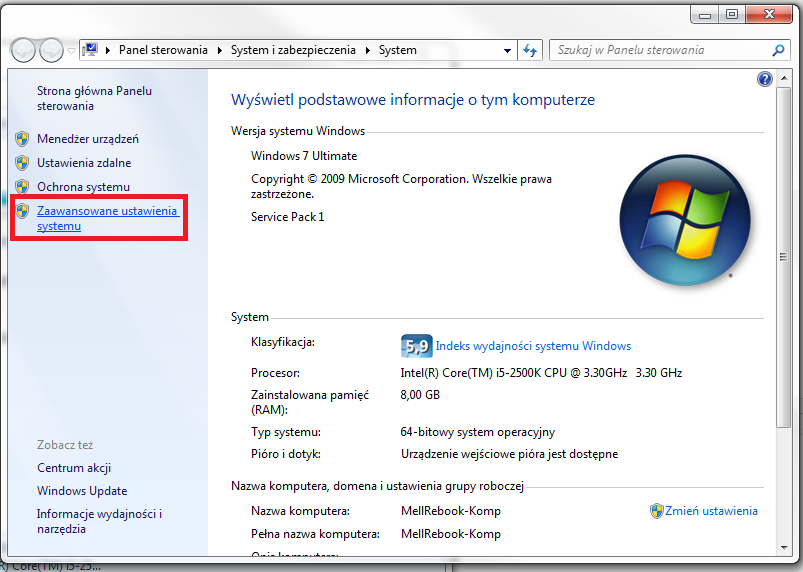 Panel sterowania ▸ System i zabezpieczenia ▸ System
Szukaj w Panelu sterowania
Strona główna Panelu
sterowania
Menedżer urządzeń
Ustawienia zdalne
Ochrona systemu
Zaawansowane ustawienia
systemu
Zobacz też
Centrum akcji
Windows Update
Informacje wydajności i
narzędzia
Wyświetl podstawowe informacje o tym komputerze
Wersja systemu Windows
Windows 7 Ultimate
Copyright © 2009 Microsoft Corporation. Wszelkie prawa
zastrzeżone.
Service Pack 1
System
Klasyfikacja: 5,9 Indeks wydajności systemu Windows
Procesor: Intel(R) Core(TM) i5-2500K CPU @ 3.30GHz 3.30 GHz
Zainstalowana pamięć
(RAM): 8,00 GB
Typ systemu: 64-bitowy system operacyjny
Pióro i dotyk: Urządzenie wejściowe pióra jest dostępne
Nazwa komputera, domena i ustawienia grupy roboczej
Nazwa komputera: MellRebook-Komp Zmień ustawienia
Pełna nazwa komputera: MellRebook-Komp
Opis komputera:
R) Core(TM) i5-25...